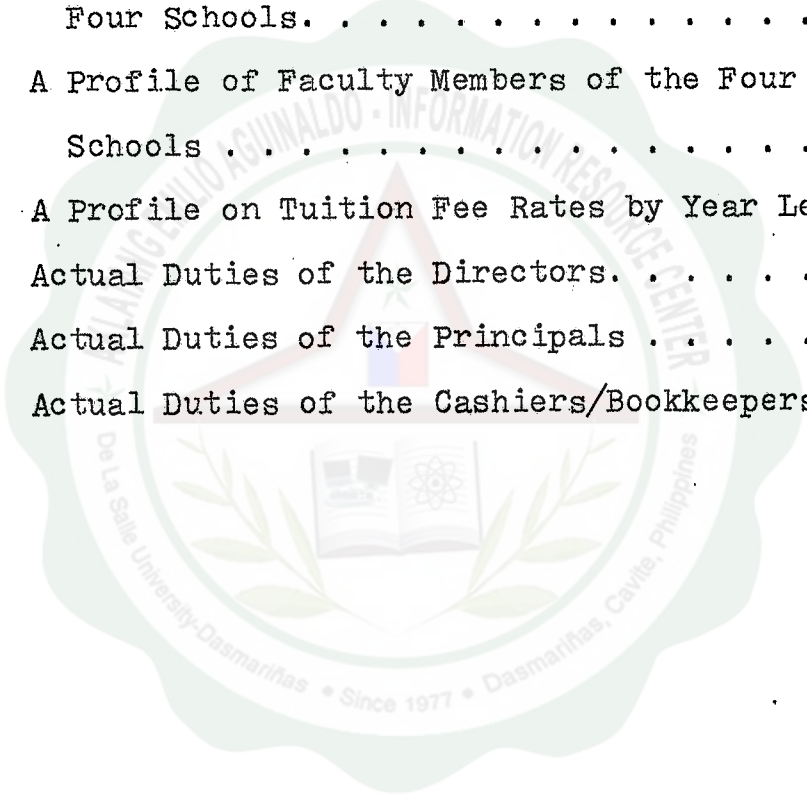 Four Schools. . . . . . . . . . . . . . . .
A Profile of Faculty Members of the Four
Schools . . . . . . . . . . . . . . . .
A Profile on Tuition Fee Rates by Year Le
Actual Duties of the Directors. . . . . .
Actual Duties of the Principals . . . . .
Actual Duties of the Cashiers/Bookkeepers
AKLATANG EMILIO AGUINALDO - INFORMATION RESOURCE CENTER
De La Salle University-Dasmariñas • Since 1977 • Dasmariñas, Cavite, Philippines